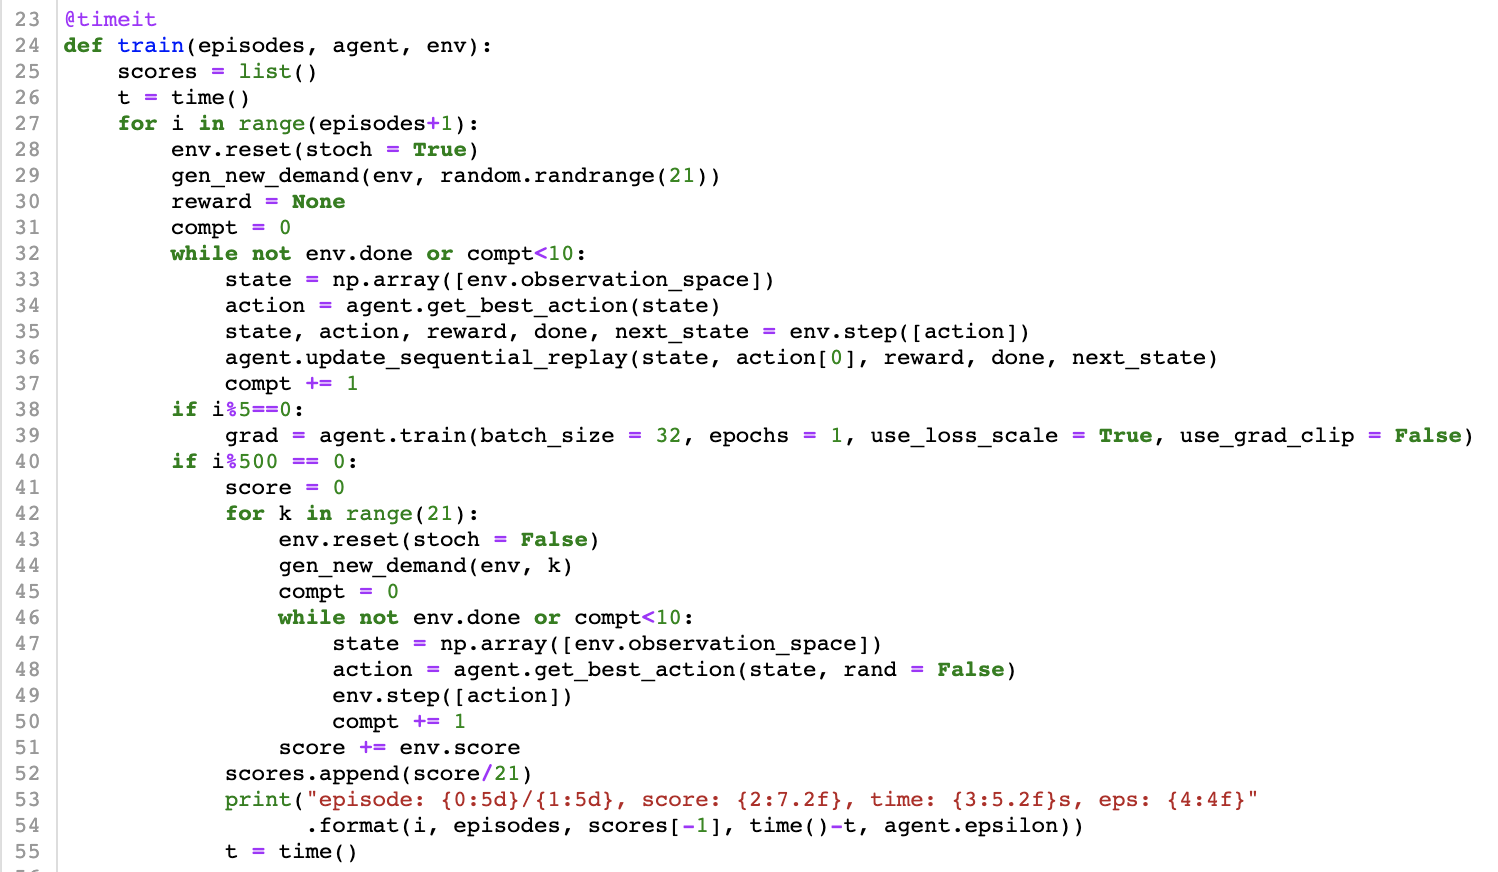 23 @timeit
24 def train(episodes, agent, env):
25     scores = list()
26     t = time()
27     for i in range(episodes+1):
28         env.reset(stoch = True)
29         gen_new_demand(env, random.randrange(21))
30         reward = None
31         compt = 0
32         while not env.done or compt<10:
33             state = np.array([env.observation_space])
34             action = agent.get_best_action(state)
35             state, action, reward, done, next_state = env.step([action])
36             agent.update_sequential_replay(state, action[0], reward, done, next_state)
37             compt += 1
38         if i%5==0:
39             grad = agent.train(batch_size = 32, epochs = 1, use_loss_scale = True, use_grad_clip = False)
40         if i%500 == 0:
41             score = 0
42             for k in range(21):
43                 env.reset(stoch = False)
44                 gen_new_demand(env, k)
45                 compt = 0
46                 while not env.done or compt<10:
47                     state = np.array([env.observation_space])
48                     action = agent.get_best_action(state, rand = False)
49                     env.step([action])
50                     compt += 1
51                 score += env.score
52             scores.append(score/21)
53             print("episode: {0:5d}/{1:5d}, score: {2:7.2f}, time: {3:5.2f}s, eps: {4:4f}"
54                   .format(i, episodes, scores[-1], time()-t, agent.epsilon))
55             t = time()